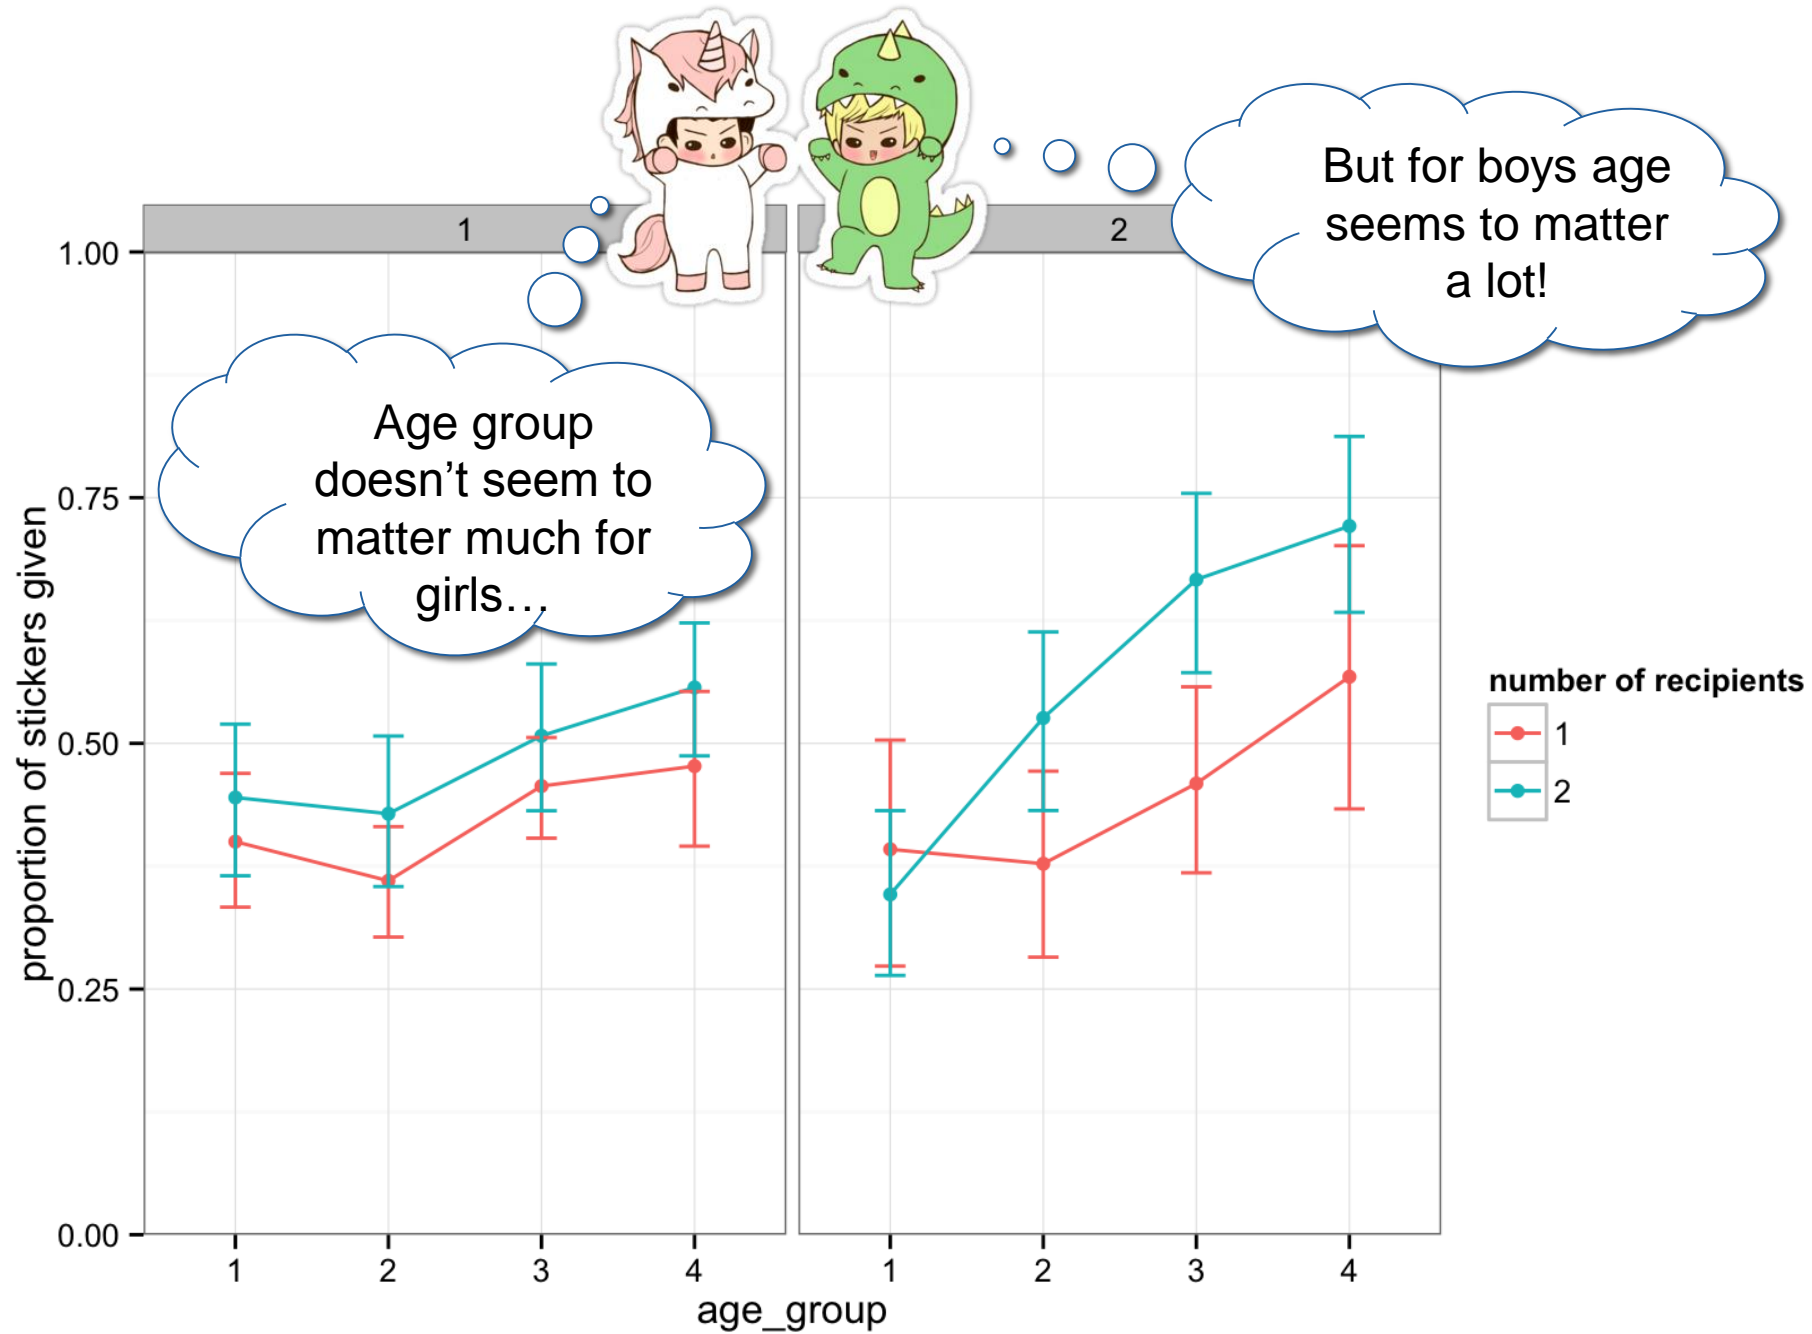 But for boys age
seems to matter
a lot!
1
2
Age group
doesn’t seem to
matter much for
girls…
proportion of stickers given
1.00
0.75
0.50
0.25
0.00
1 2 3 4
1 2 3 4
age_group
number of recipients
1
2